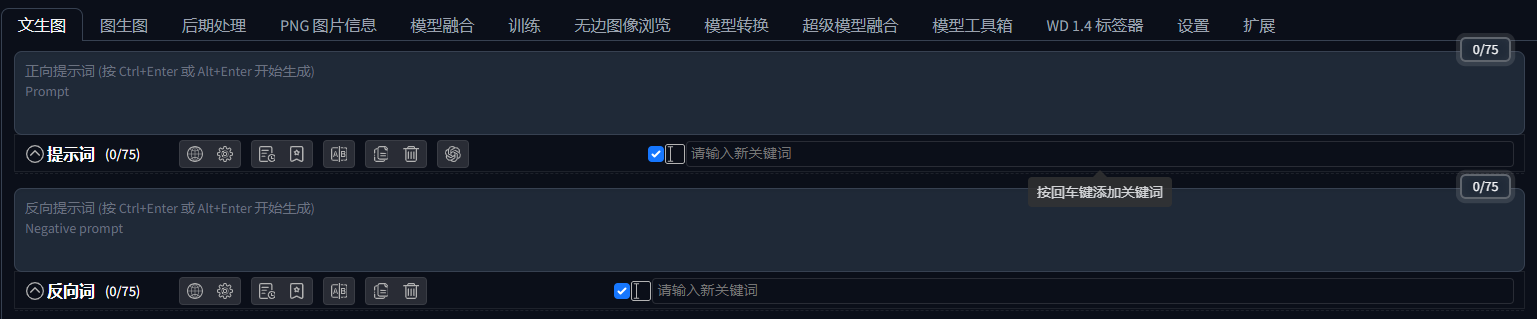 文生图 图生图 后期处理 PNG 图片信息 模型融合 训练 无边图像浏览 模型转换 超级模型融合 模型工具箱 WD 1.4 标签器 设置 扩展
0/75
正向提示词 (按 Ctrl+Enter 或 Alt+Enter 开始生成)
Prompt
提示词 (0/75) 请输入新关键词
按回车键添加关键词
0/75
反向提示词 (按 Ctrl+Enter 或 Alt+Enter 开始生成)
Negative prompt
反向词 (0/75) 请输入新关键词